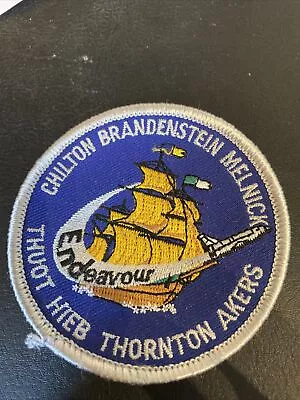 CHILTON BRANDENSTEIN MELNICK
THUOT HIEB THORNTON AKERS
Endeavour